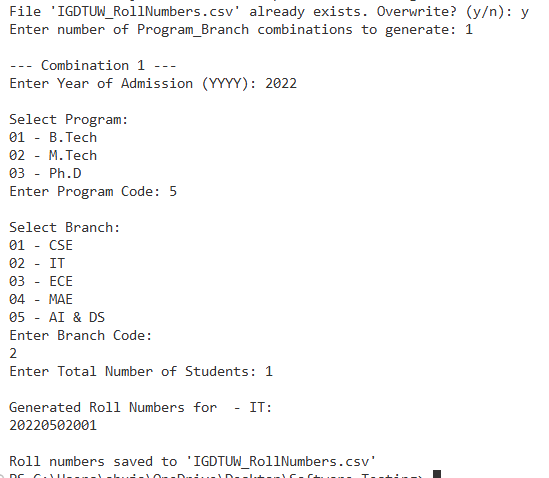 File 'IGDTUW_RollNumbers.csv' already exists. Overwrite? (y/n): y
Enter number of Program_Branch combinations to generate: 1
--- Combination 1 ---
Enter Year of Admission (YYYY): 2022
Select Program:
01 - B.Tech
02 - M.Tech
03 - Ph.D
Enter Program Code: 5
Select Branch:
01 - CSE
02 - IT
03 - ECE
04 - MAE
05 - AI & DS
Enter Branch Code:
2
Enter Total Number of Students: 1
Generated Roll Numbers for  - IT:
20220502001
Roll numbers saved to 'IGDTUW_RollNumbers.csv'